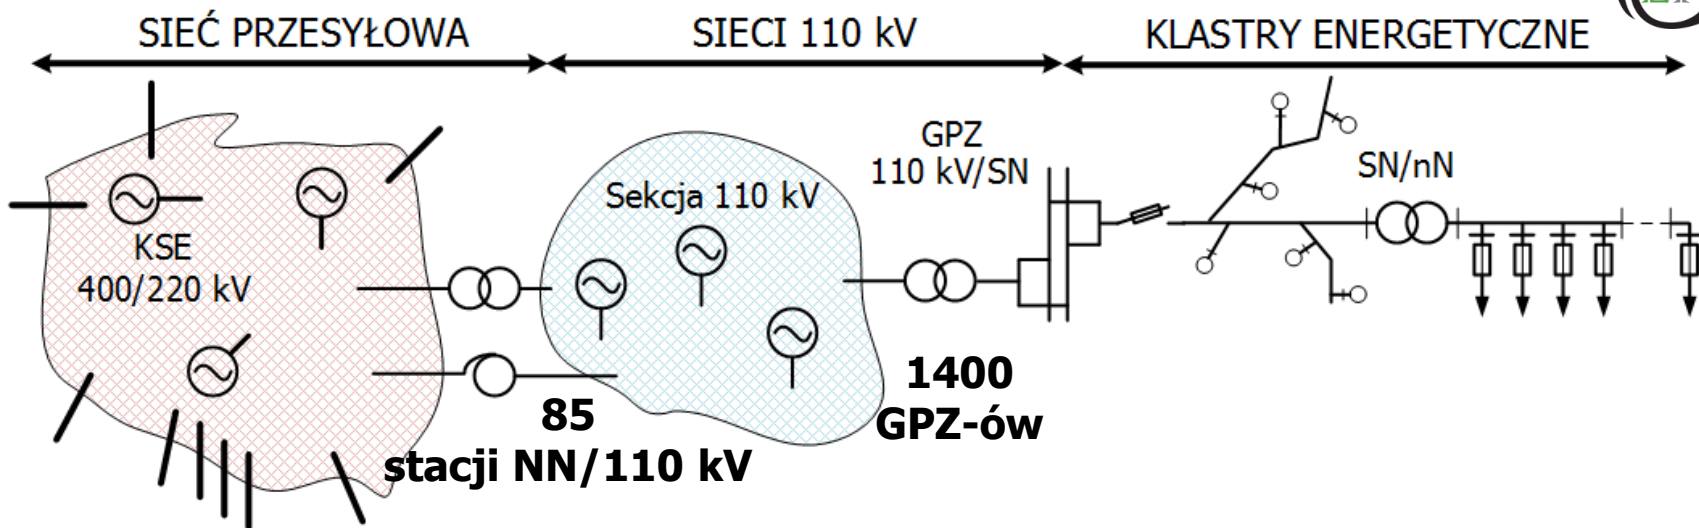 SIEĆ PRZESYŁOWA
SIECI 110 kV
KLASTRY ENERGETYCZNE
KSE
400/220 kV
Sekcja 110 kV
GPZ
110 kV/SN
SN/nN
85
stacji NN/110 kV
1400
GPZ-ów